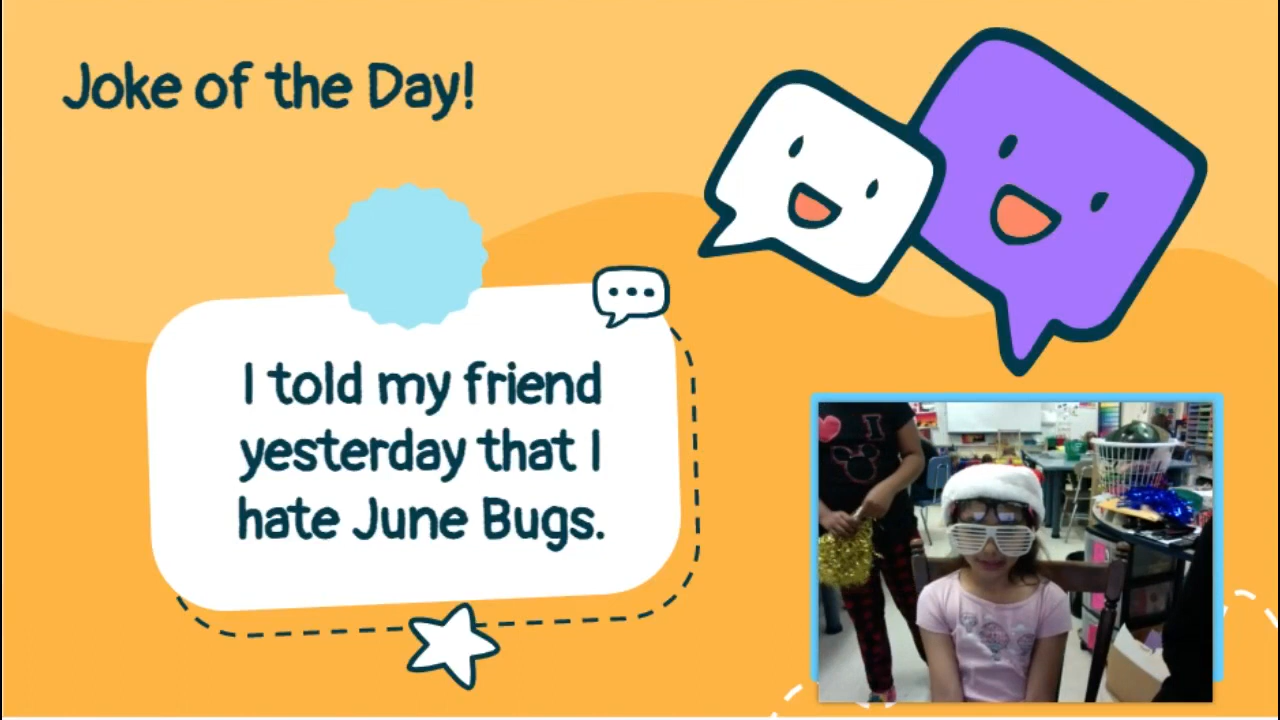 Joke of the Day!
I told my friend
yesterday that I
hate June Bugs.
I